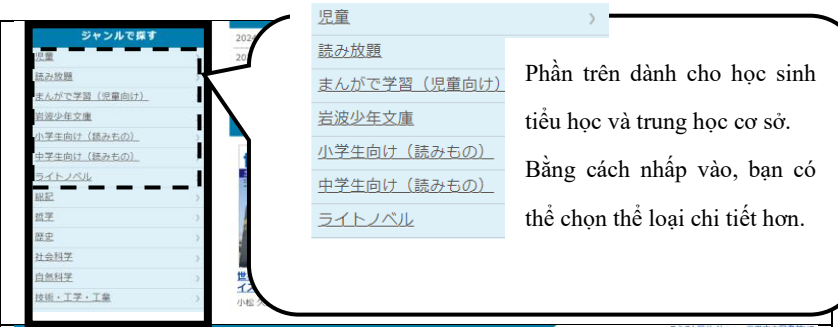 ジャンルで探す
児童
読み放題
まんがで学習（児童向け）
岩波少年文庫
小学生向け（読みもの）
中学生向け（読みもの）
ライトノベル
総記
哲学
歴史
社会科学
自然科学
技術・工学・工業
児童
読み放題
まんがで学習（児童向け）
岩波少年文庫
小学生向け（読みもの）
中学生向け（読みもの）
ライトノベル
Phần trên dành cho học sinh
tiểu học và trung học cơ sở.
Bằng cách nhấp vào, bạn có
thể chọn thể loại chi tiết hơn.